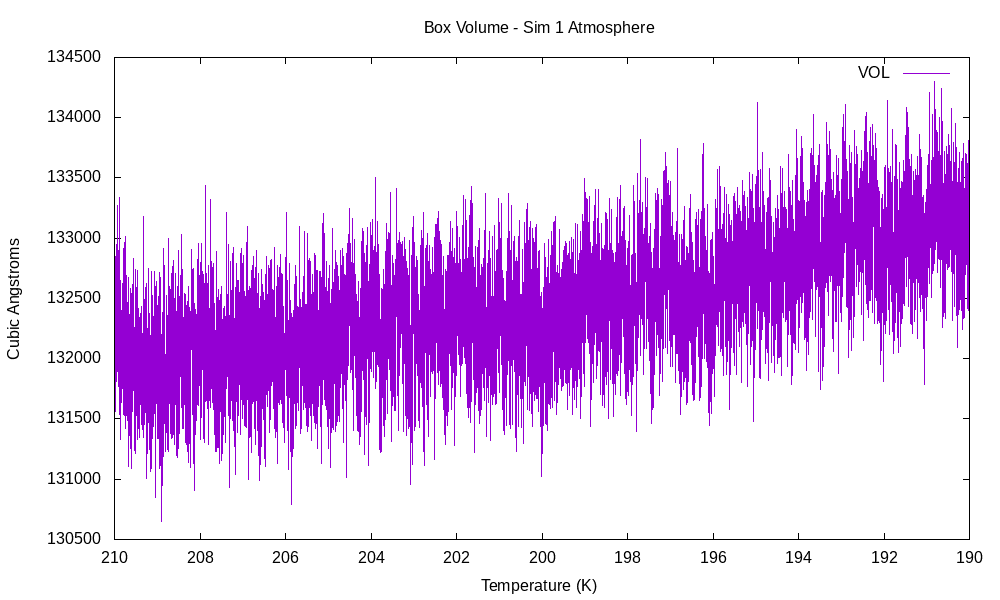 Box Volume - Sim 1 Atmosphere
VOL
134500
134000
133500
133000
132500
132000
131500
131000
130500
Cubic Angstroms
210 208 206 204 202 200 198 196 194 192 190
Temperature (K)